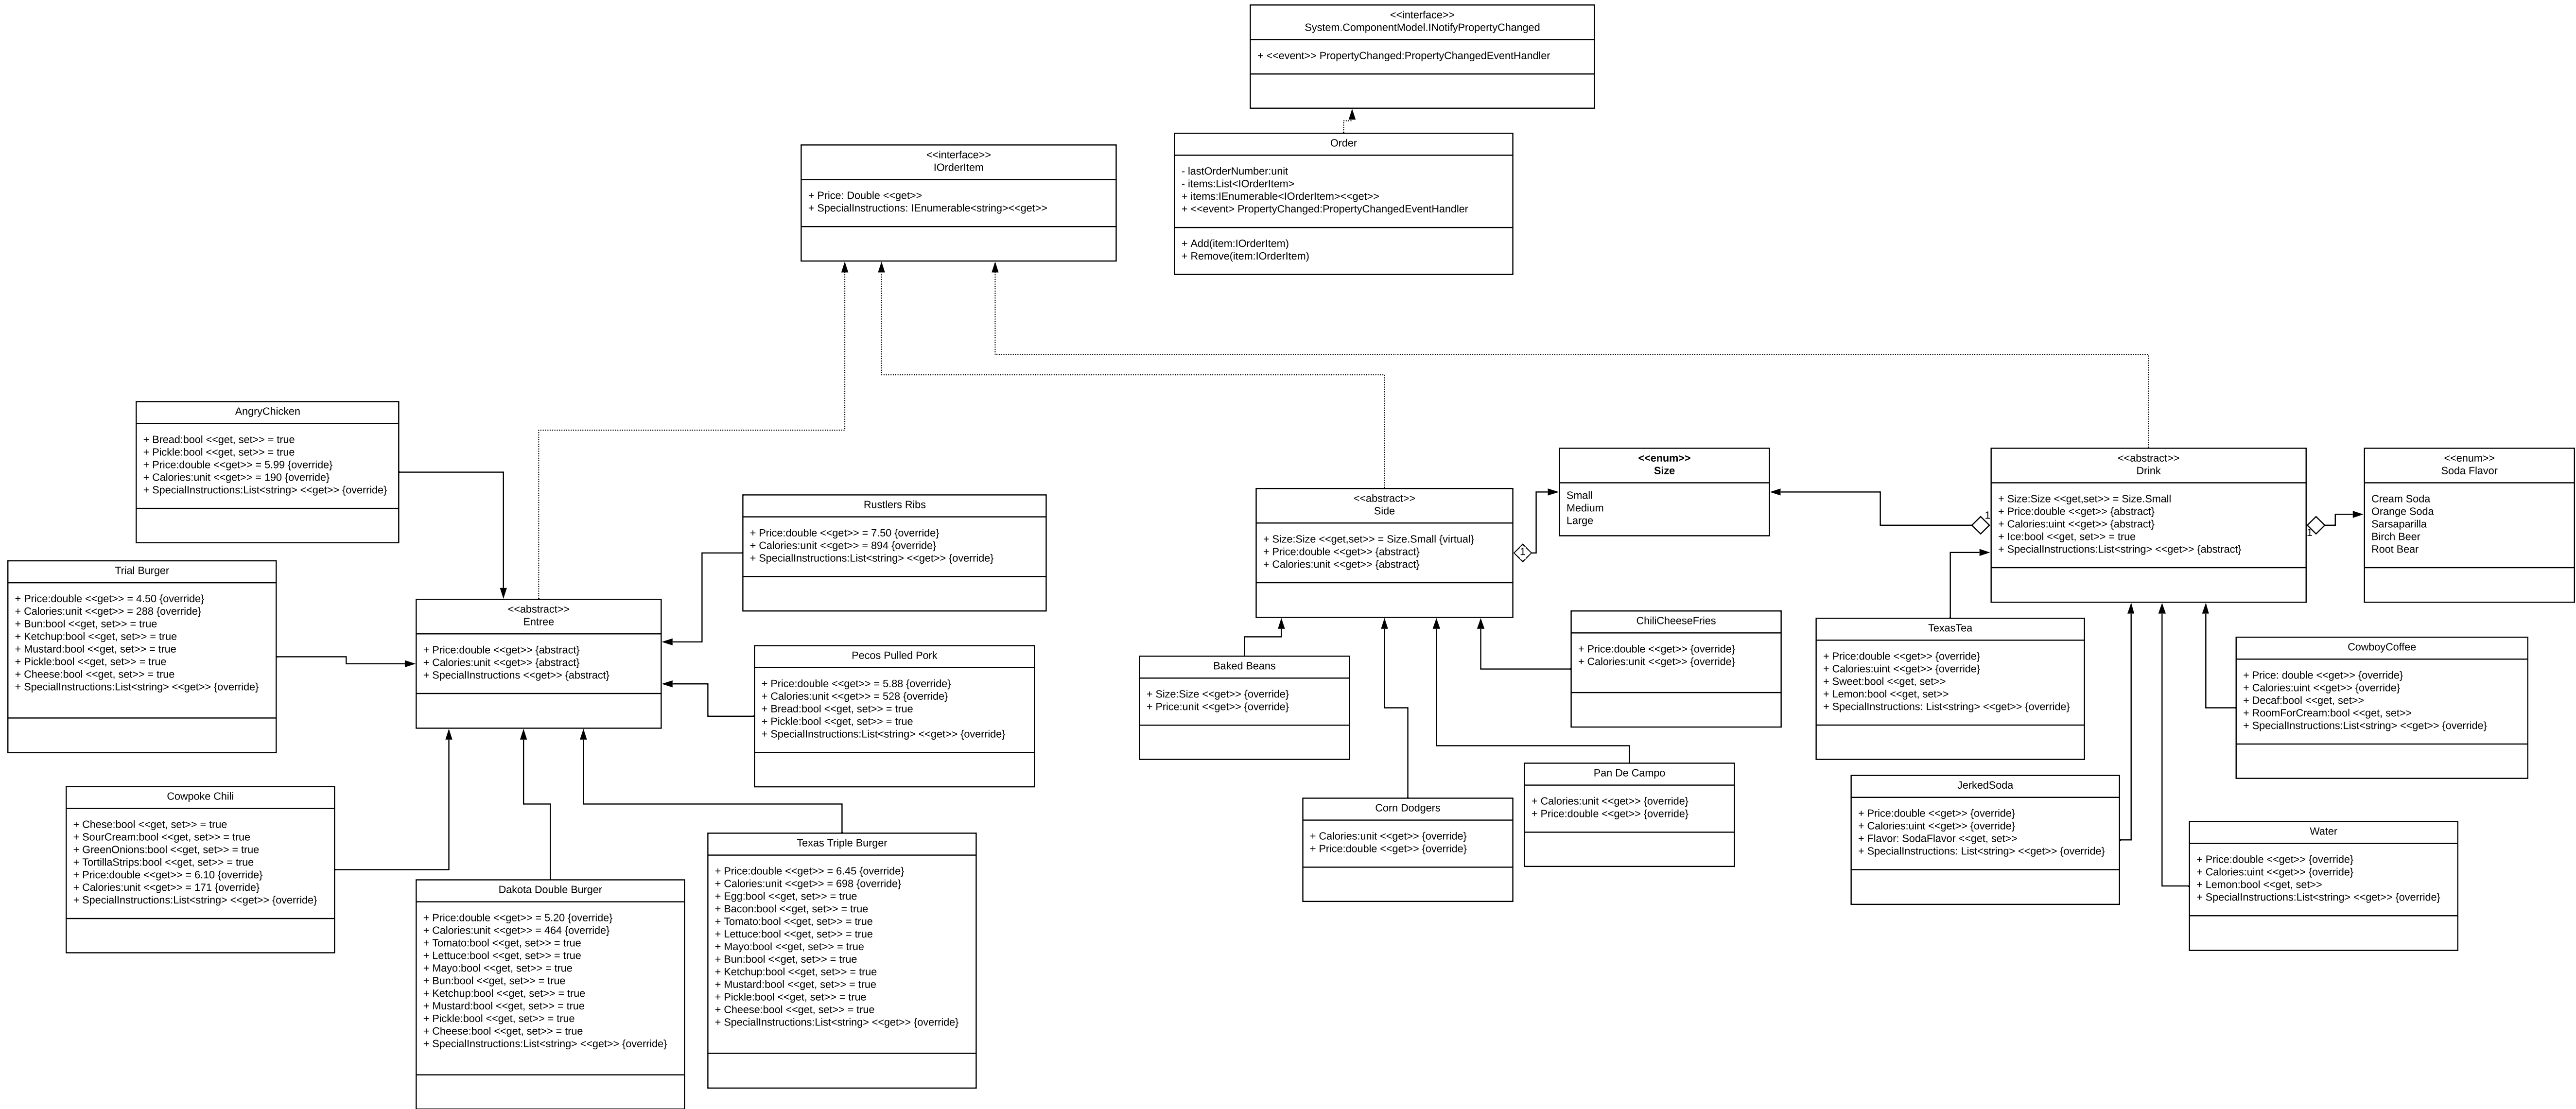 <<interface>>
System.ComponentModel.INotifyPropertyChanged
+ <<event>> PropertyChanged:PropertyChangedEventHandler
Order
- lastOrderNumber:unit
- items:List<IOrderItem>
+ items:IEnumerable<IOrderItem><<get>>
+ <<event> PropertyChanged:PropertyChangedEventHandler
+ Add(item:IOrderItem)
+ Remove(item:IOrderItem)
<<interface>>
IOrderItem
+ Price: Double <<get>>
+ SpecialInstructions: IEnumerable<string><<get>>
AngryChicken
+ Bread:bool <<get, set>> = true
+ Pickle:bool <<get, set>> = true
+ Price:double <<get>> = 5.99 {override}
+ Calories:unit <<get>> = 190 {override}
+ SpecialInstructions:List<string> <<get>> {override}
Trial Burger
+ Price:double <<get>> = 4.50 {override}
+ Calories:unit <<get>> = 288 {override}
+ Bun:bool <<get, set>> = true
+ Ketchup:bool <<get, set>> = true
+ Mustard:bool <<get, set>> = true
+ Pickle:bool <<get, set>> = true
+ Cheese:bool <<get, set>> = true
+ SpecialInstructions:List<string> <<get>> {override}
Cowpoke Chili
+ Chese:bool <<get, set>> = true
+ SourCream:bool <<get, set>> = true
+ GreenOnions:bool <<get, set>> = true
+ TortillaStrips:bool <<get, set>> = true
+ Price:double <<get>> = 6.10 {override}
+ Calories:unit <<get>> = 171 {override}
+ SpecialInstructions:List<string> <<get>> {override}
<<abstract>>
Entree
+ Price:double <<get>> {abstract}
+ Calories:unit <<get>> {abstract}
+ SpecialInstructions <<get>> {abstract}
Rustlers Ribs
+ Price:double <<get>> = 7.50 {override}
+ Calories:unit <<get>> = 894 {override}
+ SpecialInstructions:List<string> <<get>> {override}
Pecos Pulled Pork
+ Price:double <<get>> = 5.88 {override}
+ Calories:unit <<get>> = 528 {override}
+ Bread:bool <<get, set>> = true
+ Pickle:bool <<get, set>> = true
+ SpecialInstructions:List<string> <<get>> {override}
Dakota Double Burger
+ Price:double <<get>> = 5.20 {override}
+ Calories:unit <<get>> = 464 {override}
+ Tomato:bool <<get, set>> = true
+ Lettuce:bool <<get, set>> = true
+ Mayo:bool <<get, set>> = true
+ Bun:bool <<get, set>> = true
+ Ketchup:bool <<get, set>> = true
+ Mustard:bool <<get, set>> = true
+ Pickle:bool <<get, set>> = true
+ Cheese:bool <<get, set>> = true
+ SpecialInstructions:List<string> <<get>> {override}
Texas Triple Burger
+ Price:double <<get>> = 6.45 {override}
+ Calories:unit <<get>> = 698 {override}
+ Egg:bool <<get, set>> = true
+ Bacon:bool <<get, set>> = true
+ Tomato:bool <<get, set>> = true
+ Lettuce:bool <<get, set>> = true
+ Mayo:bool <<get, set>> = true
+ Bun:bool <<get, set>> = true
+ Ketchup:bool <<get, set>> = true
+ Mustard:bool <<get, set>> = true
+ Pickle:bool <<get, set>> = true
+ Cheese:bool <<get, set>> = true
+ SpecialInstructions:List<string> <<get>> {override}
<<abstract>>
Side
+ Size:Size <<get,set>> = Size.Small {virtual}
+ Price:double <<get>> {abstract}
+ Calories:unit <<get>> {abstract}
1
<<enum>>
Size
Small
Medium
Large
Baked Beans
+ Size:Size <<get>> {override}
+ Price:unit <<get>> {override}
Corn Dodgers
+ Calories:unit <<get>> {override}
+ Price:double <<get>> {override}
Pan De Campo
+ Calories:unit <<get>> {override}
+ Price:double <<get>> {override}
ChiliCheeseFries
+ Price:double <<get>> {override}
+ Calories:unit <<get>> {override}
1
<<abstract>>
Drink
+ Size:Size <<get,set>> = Size.Small
+ Price:double <<get>> {abstract}
+ Calories:uint <<get>> {abstract}
+ Ice:bool <<get, set>> = true
+ SpecialInstructions:List<string> <<get>> {abstract}
1
<<enum>>
Soda Flavor
Cream Soda
Orange Soda
Sarsaparilla
Birch Beer
Root Bear
TexasTea
+ Price:double <<get>> {override}
+ Calories:uint <<get>> {override}
+ Sweet:bool <<get, set>>
+ Lemon:bool <<get, set>>
+ SpecialInstructions: List<string> <<get>> {override}
JerkedSoda
+ Price:double <<get>> {override}
+ Calories:uint <<get>> {override}
+ Flavor: SodaFlavor <<get, set>>
+ SpecialInstructions: List<string> <<get>> {override}
CowboyCoffee
+ Price: double <<get>> {override}
+ Calories:uint <<get>> {override}
+ Decaf:bool <<get, set>>
+ RoomForCream:bool <<get, set>>
+ SpecialInstructions:List<string> <<get>> {override}
Water
+ Price:double <<get>> {override}
+ Calories:uint <<get>> {override}
+ Lemon:bool <<get, set>>
+ SpecialInstructions:List<string> <<get>> {override}